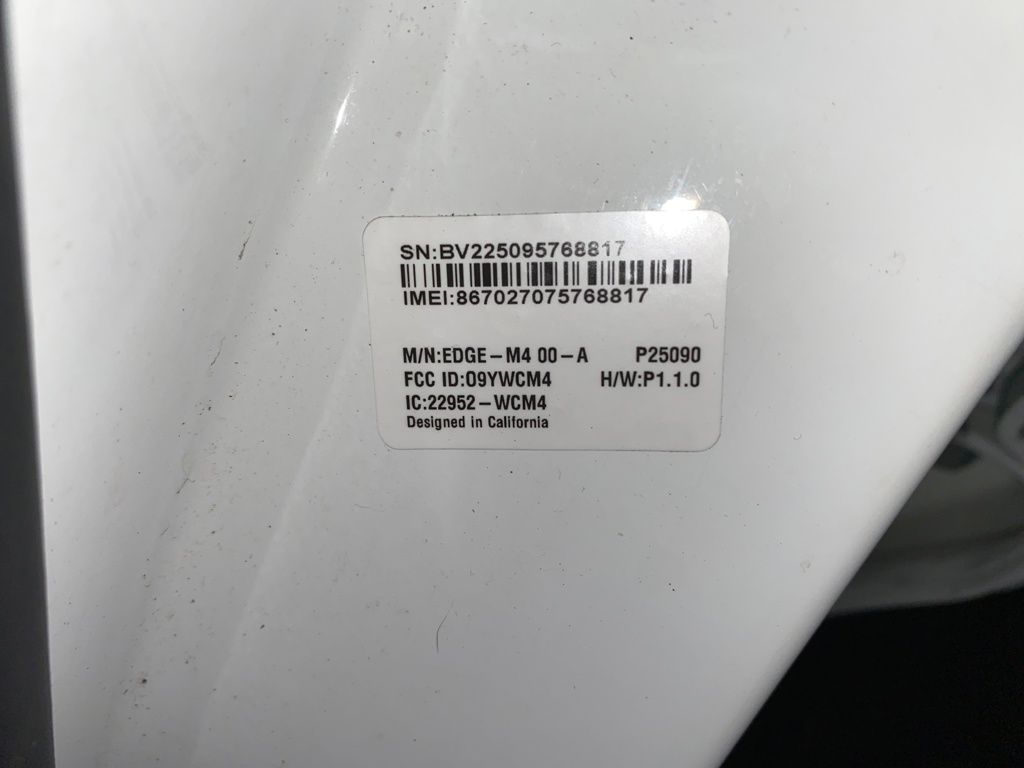 SN:BV225095768817
IMEI:867027075768817
M/N:EDGE-M4 00-A P25090
FCC ID:09YWCM4 H/W:P1.1.0
IC:22952-WCM4
Designed in California